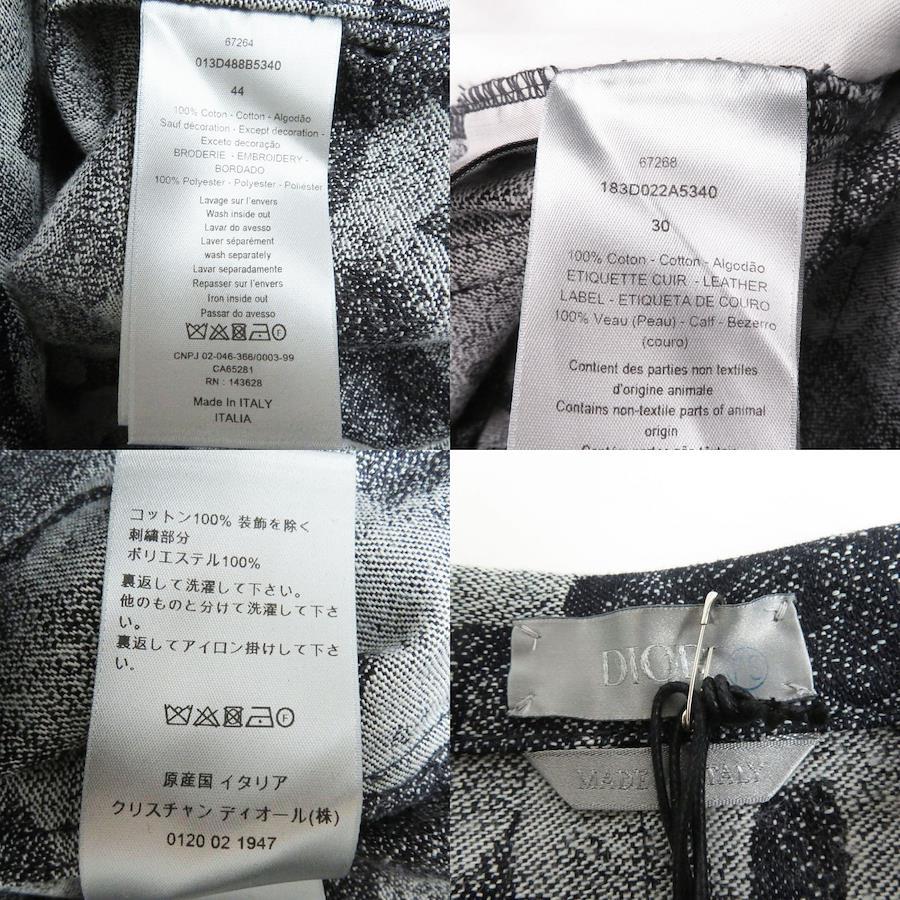 67264
013D488B5340
44
100% Coton - Cotton - Algodão
Sauf décoration - Except decoration -
Exceto decoração
BRODERIE - EMBROIDERY -
BORDADO
100% Polyester - Polyester - Poliéster
Lavage sur l'envers
Wash inside out
Lavar do avesso
Laver séparément
wash separately
Lavar separadamente
Repasser sur l'envers
Iron inside out
Passar do avesso
CNPJ 02-046-366/0003-99
CA65281
RN : 143628
Made In ITALY
ITALIA
67268
183D022A5340
30
100% Coton - Cotton - Algodão
ETIQUETTE CUIR - LEATHER
LABEL - ETIQUETA DE COURO
100% Veau (Peau) - Calf - Bezerro
(couro)
Contient des parties non textiles
d'origine animale
Contains non-textile parts of animal
origin
コットン100% 装飾を除く
刺繍部分
ポリエステル100%
裏返して洗濯して下さい。
他のものと分けて洗濯して下さ
い。
裏返してアイロン掛けして下さ
い。
原産国 イタリア
クリスチャン ディオール(株)
0120 02 1947
DIOR
MADE IN ITALY